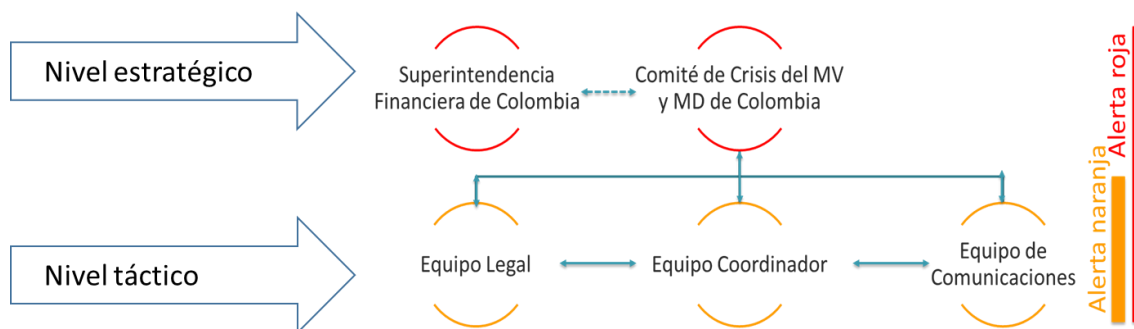 Nivel estratégico
Superintendencia
Financiera de Colombia
Comité de Crisis del MV
y MD de Colombia
Alerta roja
Alerta naranja
Nivel táctico
Equipo Legal
Equipo Coordinador
Equipo de
Comunicaciones